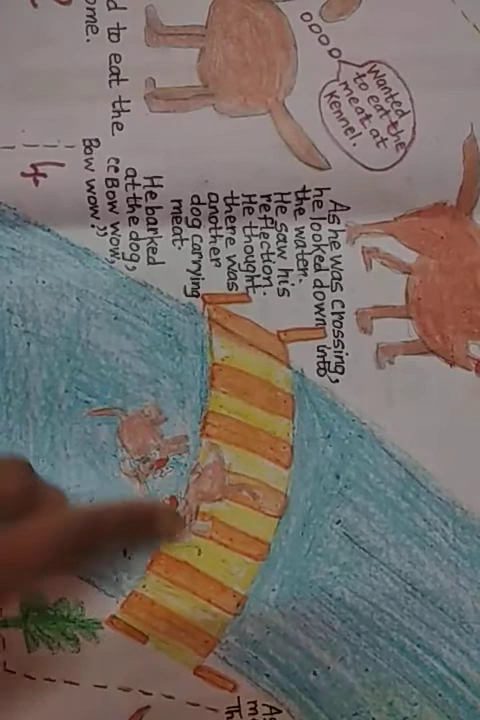 Wanted
to eat the
meat at
kennel.
d to eat the
ome.
4
As he was crossing,
he looked down into
the water.
He saw his
reflection.
He thought
there was
another
dog carrying
meat
He barked
at the dog,
"Bow wow,
Bow wow."
As
m
Th